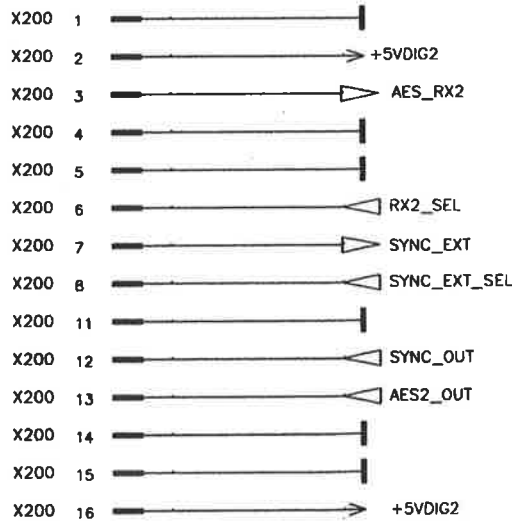 X200 1
X200 2 +5VDIG2
X200 3 AES_RX2
X200 4
X200 5
X200 6 RX2_SEL
X200 7 SYNC_EXT
X200 8 SYNC_EXT_SEL
X200 11
X200 12 SYNC_OUT
X200 13 AES2_OUT
X200 14
X200 15
X200 16 +5VDIG2